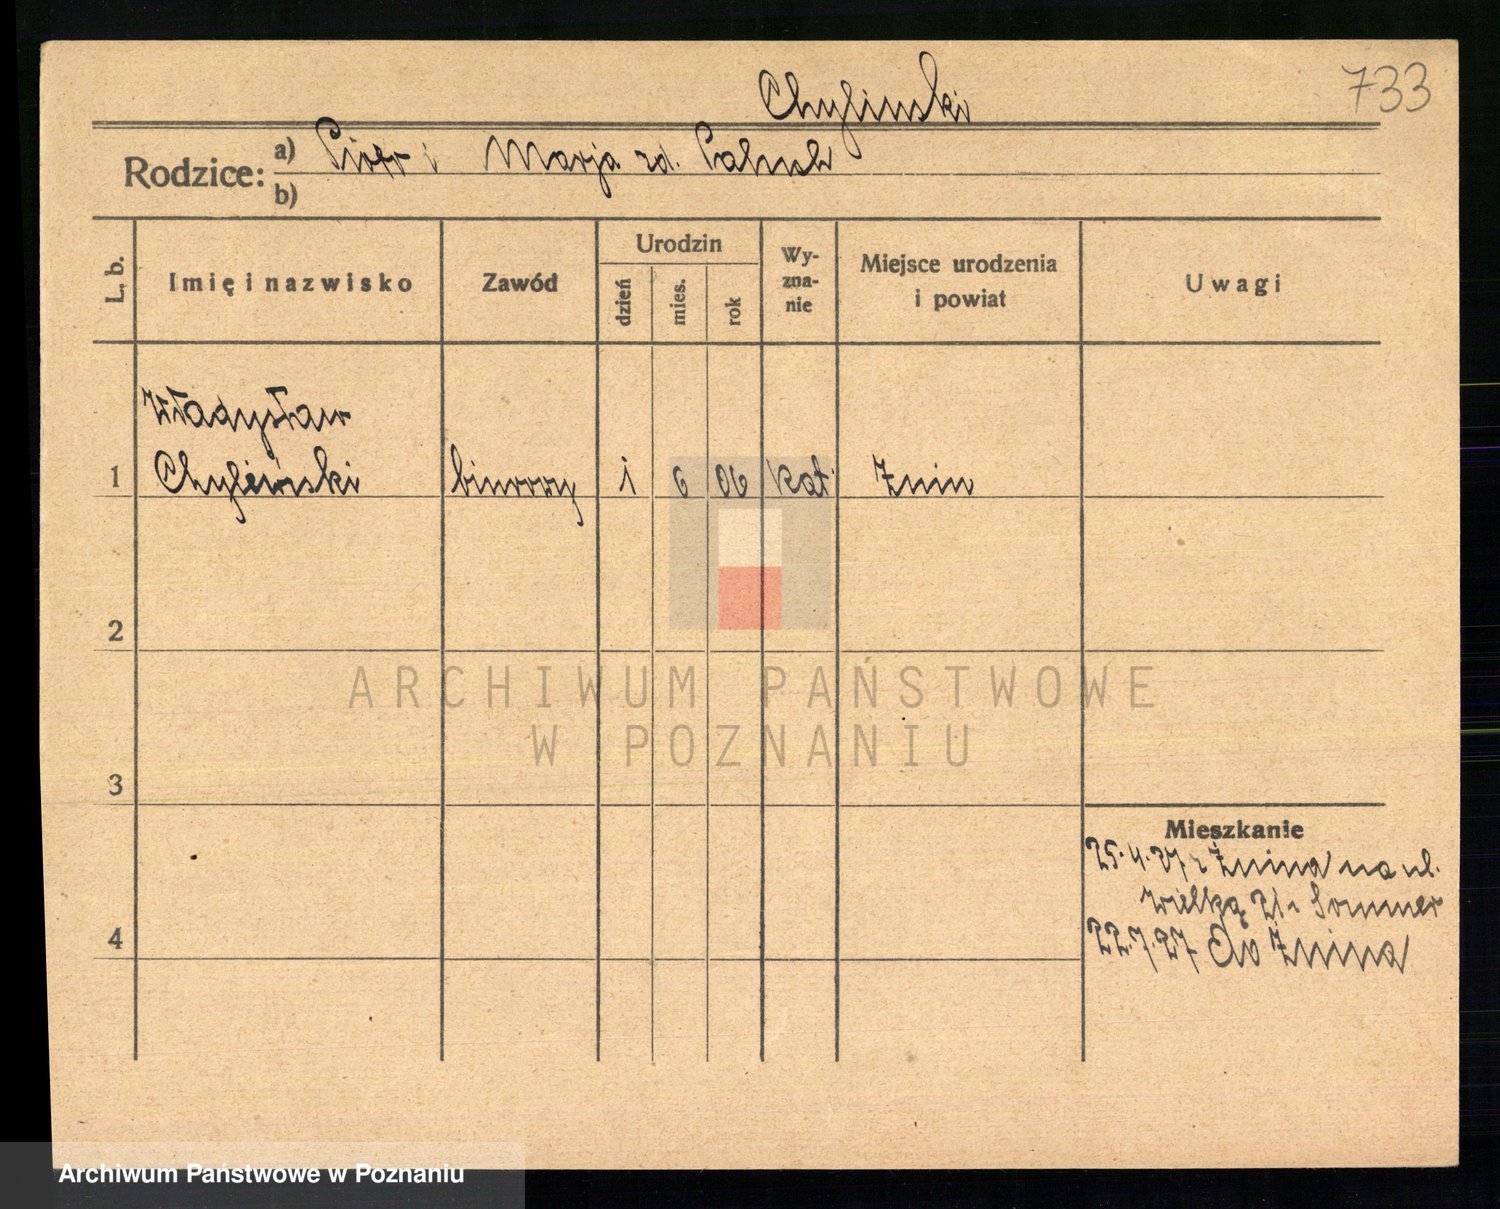 733
Chyliński
Rodzice: a) Piotr i Marja zd.
b)
L. b.
Imię i nazwisko
Zawód
Urodzin
dzień
mies.
rok
Wy-
zna-
nie
Miejsce urodzenia
i powiat
Uwagi
Władysław
1 Chyliński biurowy 1 6 06 kat Żnin
2
3
4
Mieszkanie
25.4.27 z Żnina na ul.
Wielką 21 Sommer
22.7.27 do Żnina
ARCHIWUM PAŃSTWOWE
W POZNANIU
Archiwum Państwowe w Poznaniu